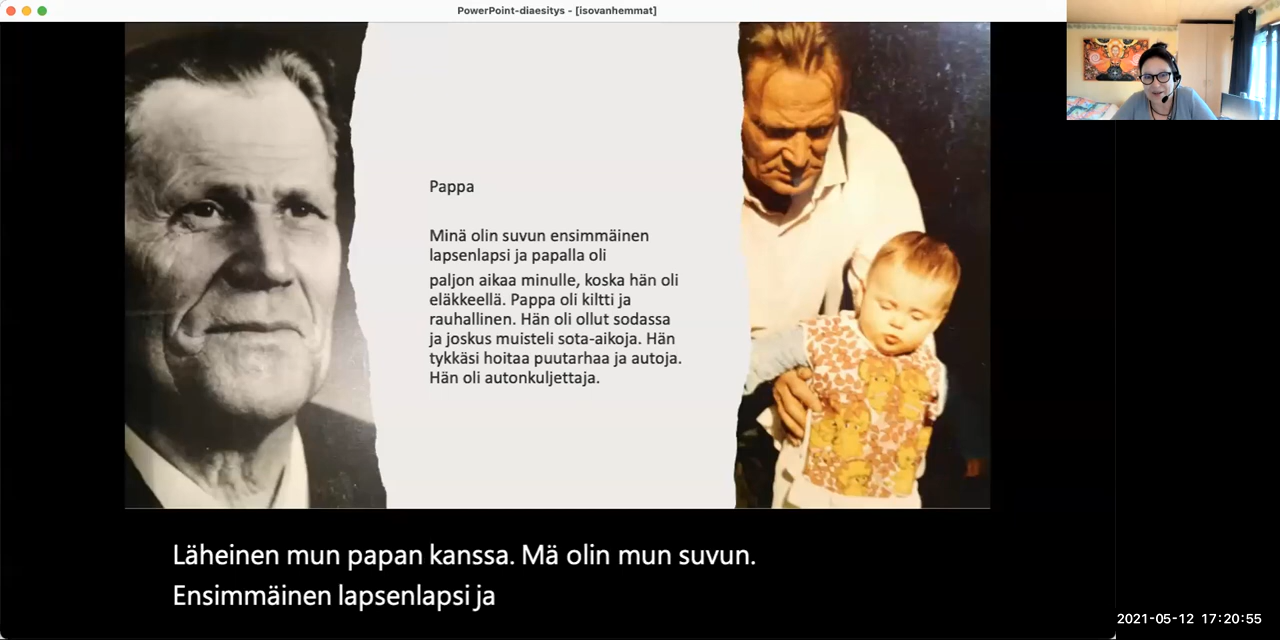 PowerPoint-diaesitys - [isovanhemmat]
Pappa
Minä olin suvun ensimmäinen
lapsenlapsi ja papalla oli
paljon aikaa minulle, koska hän oli
eläkkeellä. Pappa oli kiltti ja
rauhallinen. Hän oli ollut sodassa
ja joskus muisteli sota-aikoja. Hän
tykkäsi hoitaa puutarhaa ja autoja.
Hän oli autonkuljettaja.
Läheinen mun papan kanssa. Mä olin mun suvun.
Ensimmäinen lapsenlapsi ja
2021-05-12 17:20:55